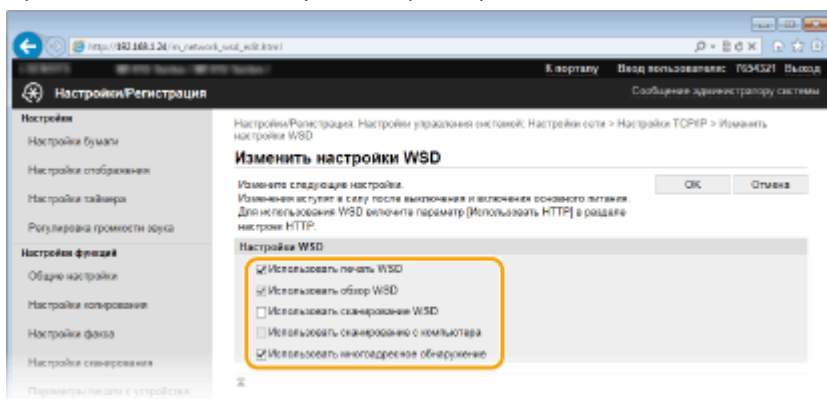 http://192.168.1.24/m_network_wsd_edit.html
К порталу Вход пользователя: 7654321 Выход
Настройки/Регистрация
Сообщение администратору системы
Настройки
Настройки бумаги
Настройки отображения
Настройки таймера
Регулировка громкости звука
Настройки функций
Общие настройки
Настройки копирования
Настройки факса
Настройки сканирования
Параметры печати с устройства
Настройки/Регистрация: Настройки управления системой: Настройки сети > Настройки TCP/IP > Изменить
настройки WSD
Изменить настройки WSD
Измените следующие настройки.
Изменения вступят в силу после выключения и включения основного питания.
Для использования WSD включите параметр [Использовать HTTP] в разделе
настроек HTTP.
OK Отмена
Настройки WSD
Использовать печать WSD
Использовать обзор WSD
Использовать сканирование WSD
Использовать сканирование с компьютера
Использовать многоадресное обнаружение